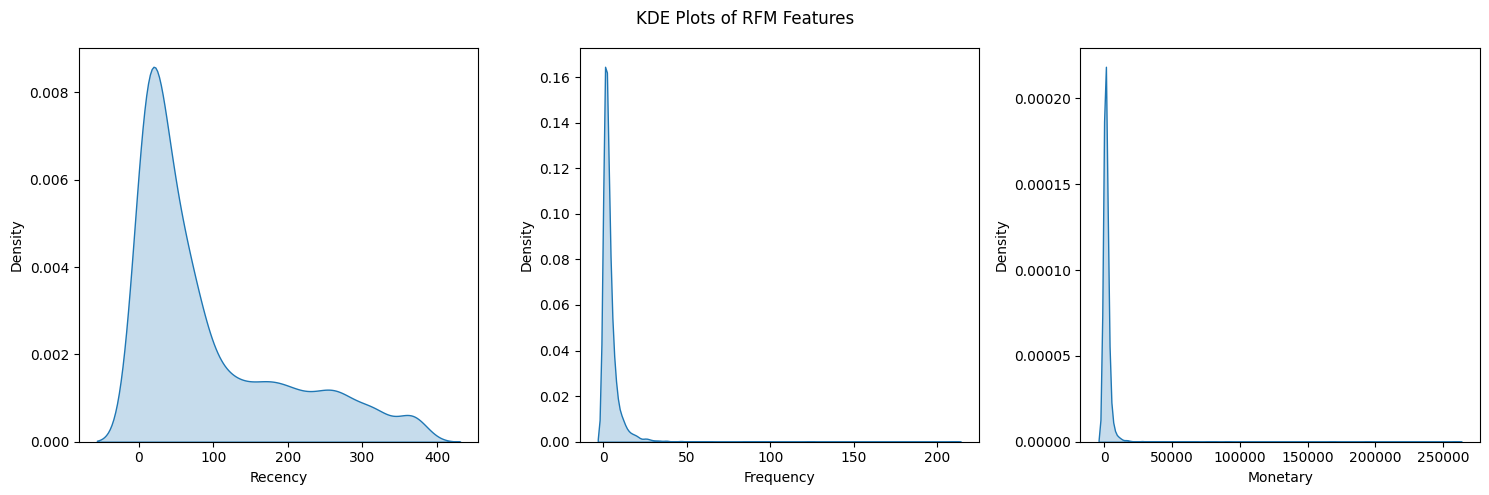 KDE Plots of RFM Features
Density
0.008
0.006
0.004
0.002
0.000
0 100 200 300 400
Recency
Density
0.16
0.14
0.12
0.10
0.08
0.06
0.04
0.02
0.00
0 50 100 150 200
Frequency
Density
0.00020
0.00015
0.00010
0.00005
0.00000
0 50000 100000 150000 200000 250000
Monetary